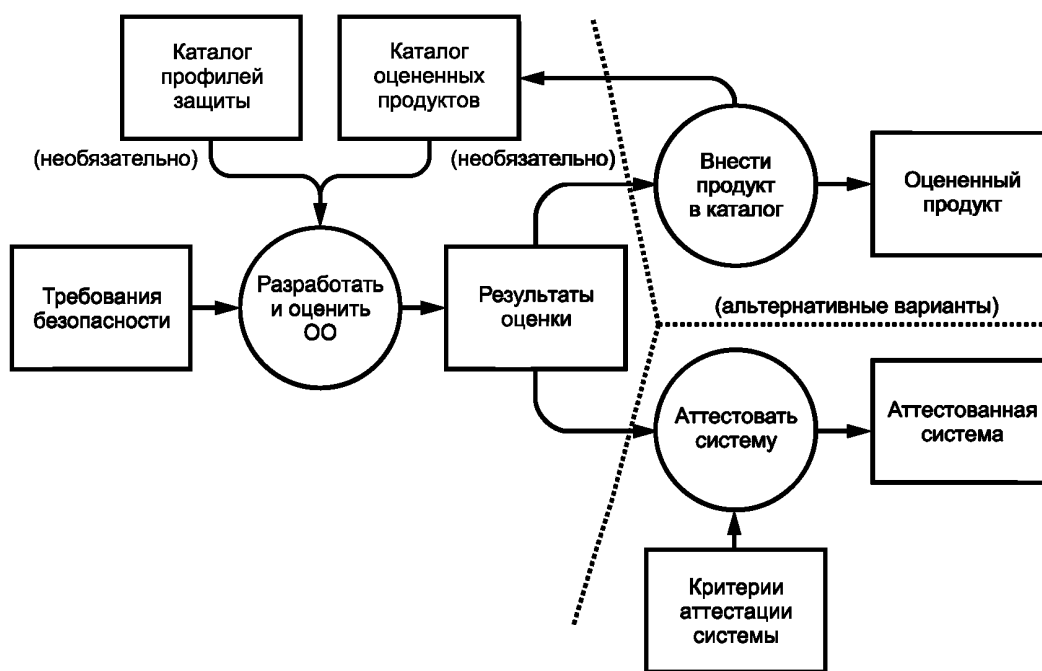 Каталог
профилей
защиты
Каталог
оцененных
продуктов
(необязательно)
(необязательно)
Внести
продукт
в каталог
Оцененный
продукт
Требования
безопасности
Разработать
и оценить
ОО
Результаты
оценки
(альтернативные варианты)
Аттестовать
систему
Аттестованная
система
Критерии
аттестации
системы